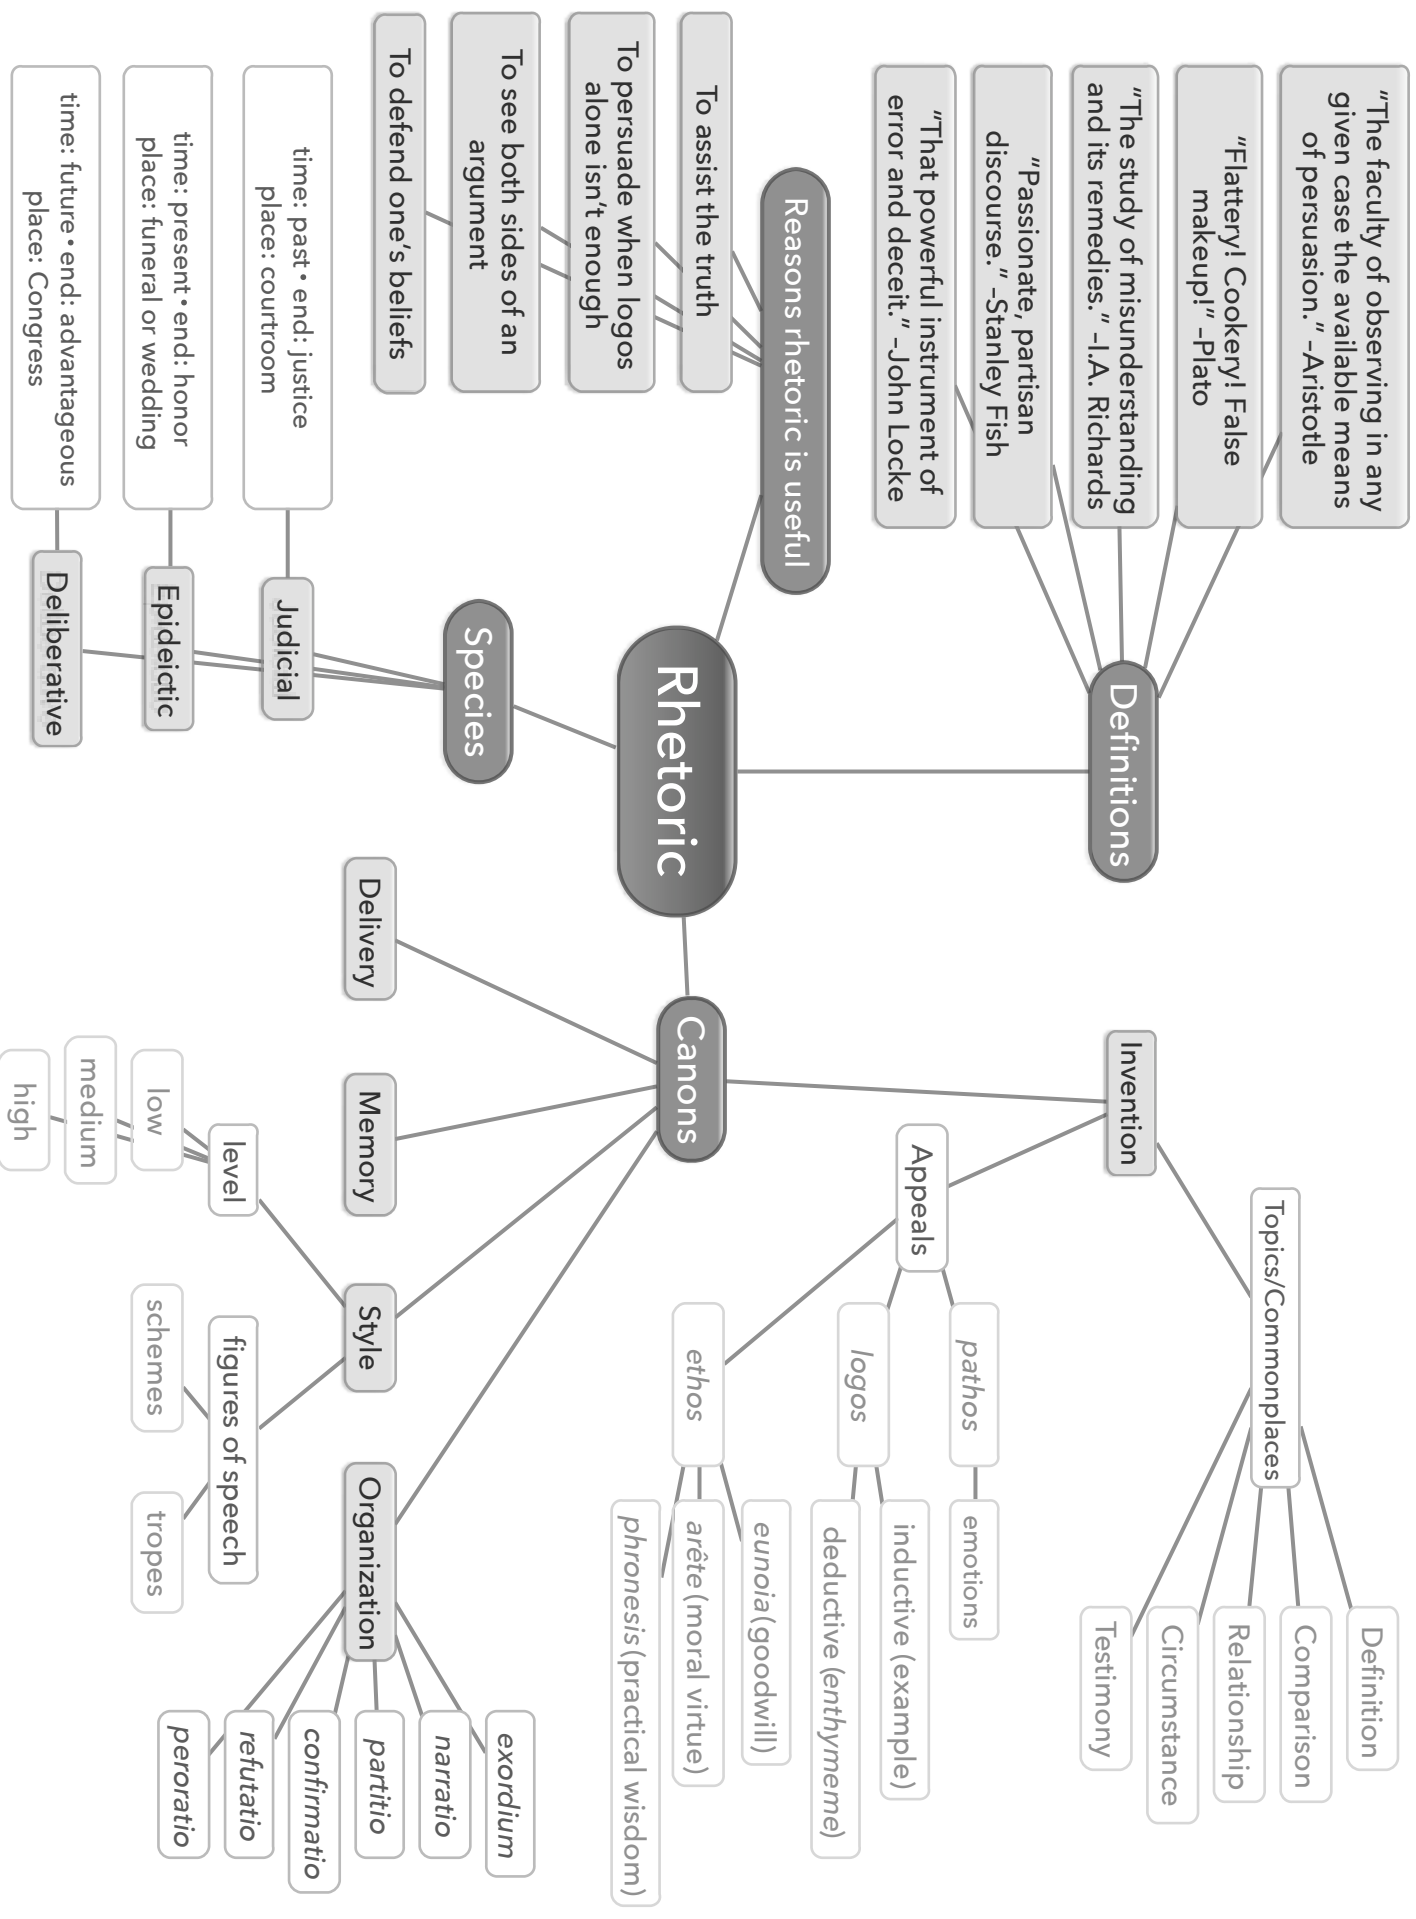 Rhetoric
Definitions
“The faculty of observing in any
given case the available means
of persuasion.” –Aristotle
“Flattery! Cookery! False
makeup!” –Plato
“The study of misunderstanding
and its remedies.” –I.A. Richards
“Passionate, partisan
discourse.” –Stanley Fish
“That powerful instrument of
error and deceit.” –John Locke
Reasons rhetoric is useful
To assist the truth
To persuade when logos
alone isn’t enough
To see both sides of an
argument
To defend one’s beliefs
Species
Judicial
time: past • end: justice
place: courtroom
Epideictic
time: present • end: honor
place: funeral or wedding
Deliberative
time: future • end: advantageous
place: Congress
Canons
Invention
Topics/Commonplaces
Definition
Comparison
Relationship
Circumstance
Testimony
Appeals
pathos
emotions
logos
inductive (example)
deductive (enthymeme)
ethos
eunoia (goodwill)
arête (moral virtue)
phronesis (practical wisdom)
Organization
exordium
narratio
partitio
confirmatio
refutatio
peroratio
Style
figures of speech
tropes
schemes
level
low
medium
high
Memory
Delivery